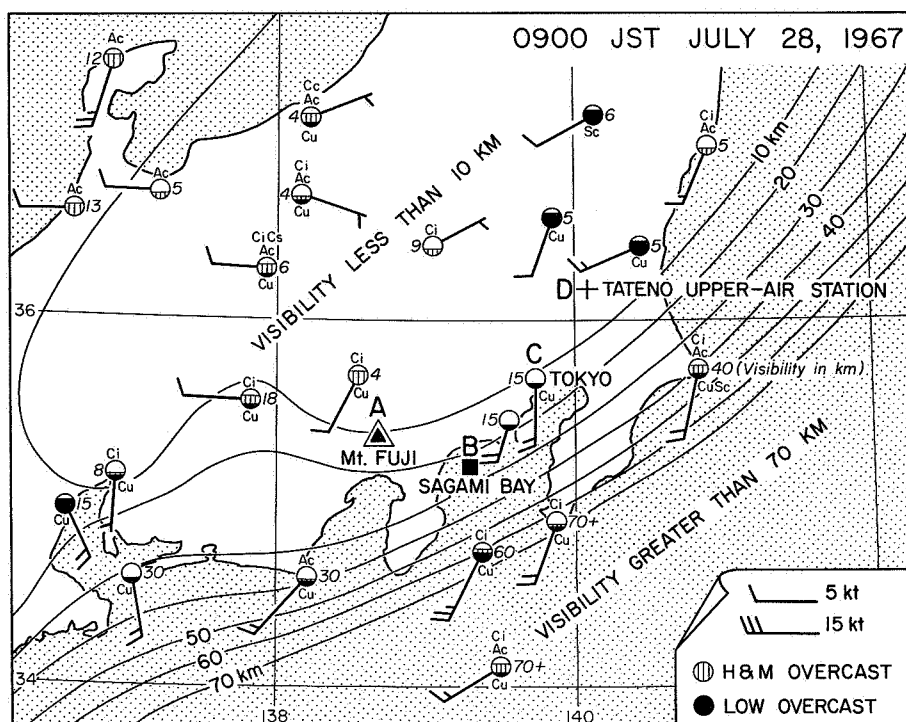 0900 JST JULY 28, 1967
Ac
12
Cc
Ac
4
Cu
6
Sc
Ci
Ac
5
Ac
5
Ac
13
Ci
Ac
4
Cu
VISIBILITY LESS THAN 10 KM
10 km
20
30
40
Ci Cs
Ac
6
Cu
Ci
9
5
Cu
5
Cu
D + TATENO UPPER-AIR STATION
36
Ci
4
Ci
18
Cu
A
Mt. FUJI
C
15
TOKYO
Cu
15
Ci
Ac
40 (Visibility in km)
Cu Sc
B
SAGAMI BAY
Ci
8
Cu
15
Cu
30
Cu
Ac
30
Cu
Ci
60
Cu
70+
Cu
VISIBILITY GREATER THAN 70 KM
50
60
70 km
Ci
Ac
70+
Cu
34
138
140
5 kt
15 kt
H & M OVERCAST
LOW OVERCAST